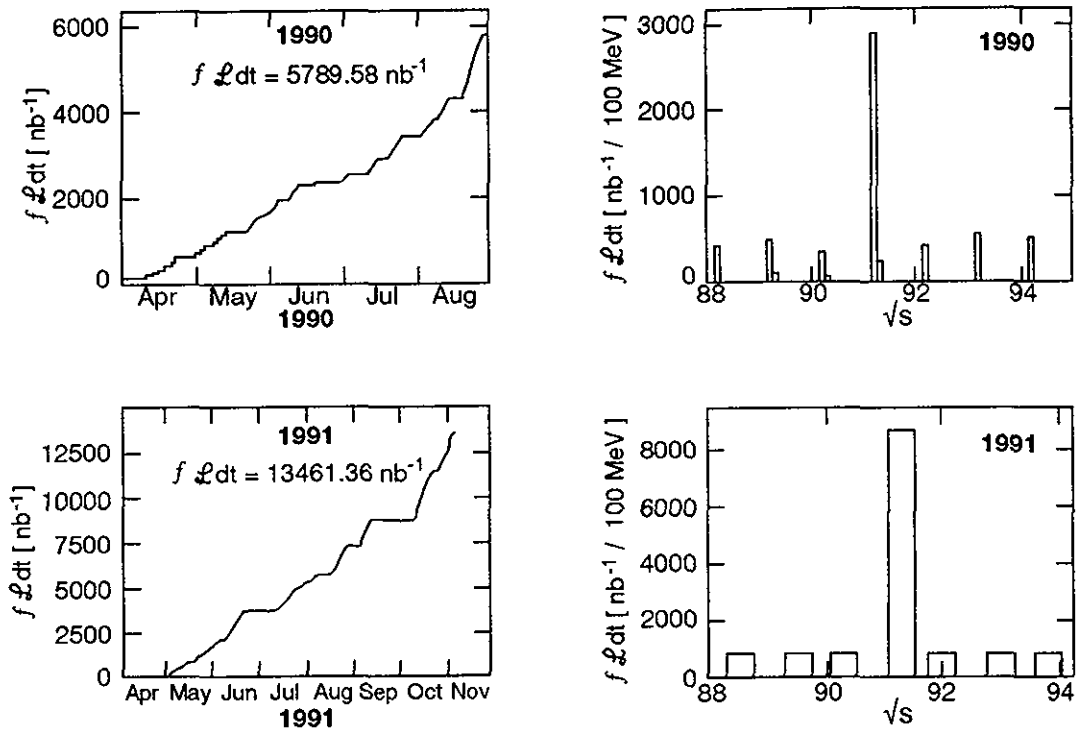 6000
4000
2000
0
∫ ℒdt [ nb⁻¹]
1990
∫ ℒdt = 5789.58 nb⁻¹
Apr May Jun Jul Aug
1990
3000
2000
1000
0
∫ ℒdt [ nb⁻¹ / 100 MeV]
1990
88 90 92 94
√s
12500
10000
7500
5000
2500
0
∫ ℒdt [ nb⁻¹]
1991
∫ ℒdt = 13461.36 nb⁻¹
Apr May Jun Jul Aug Sep Oct Nov
1991
8000
6000
4000
2000
0
∫ ℒdt [ nb⁻¹ / 100 MeV]
1991
88 90 92 94
√s